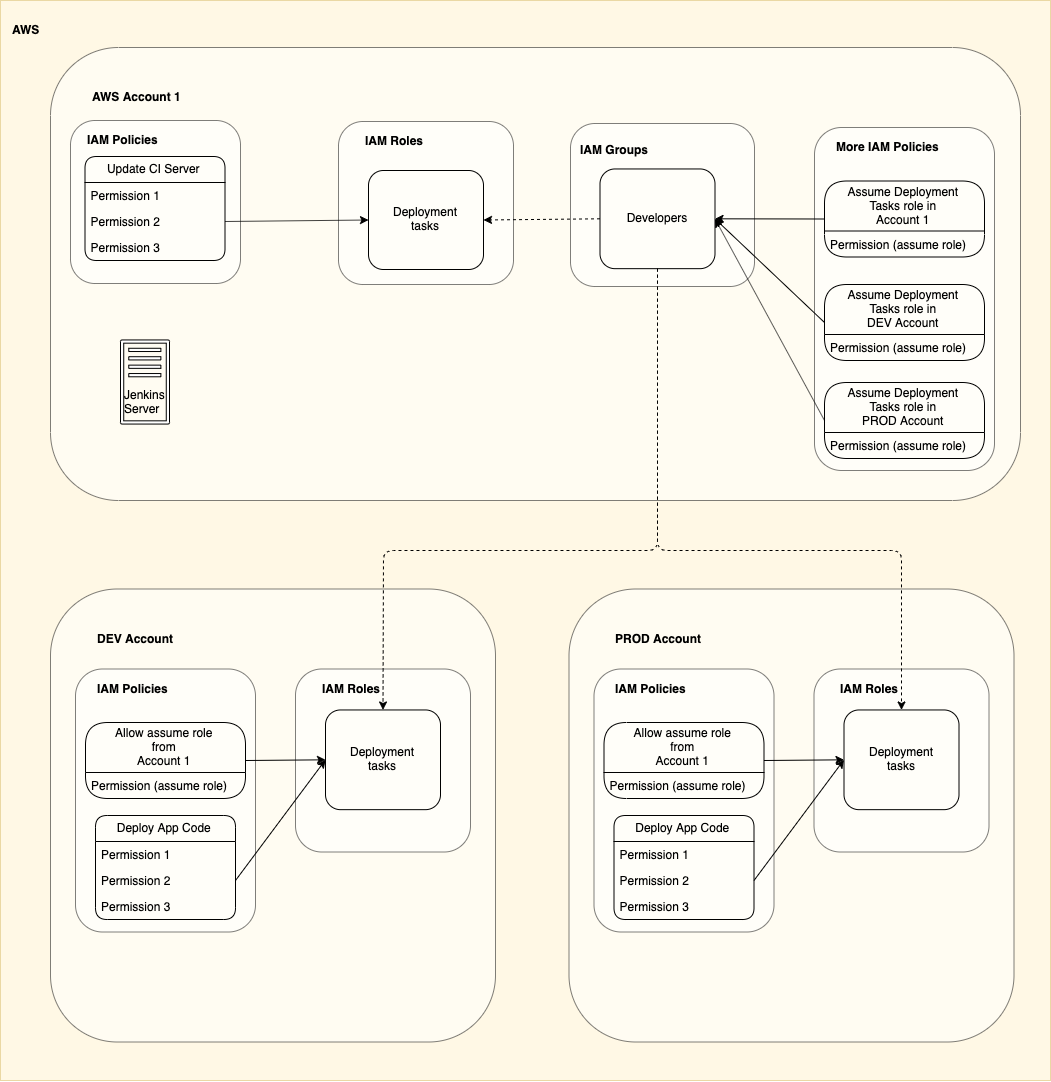 AWS
AWS Account 1
IAM Policies
Update CI Server
Permission 1
Permission 2
Permission 3
IAM Roles
Deployment
tasks
IAM Groups
Developers
More IAM Policies
Assume Deployment
Tasks role in
Account 1
Permission (assume role)
Assume Deployment
Tasks role in
DEV Account
Permission (assume role)
Assume Deployment
Tasks role in
PROD Account
Permission (assume role)
Jenkins
Server
DEV Account
IAM Policies
Allow assume role
from
Account 1
Permission (assume role)
Deploy App Code
Permission 1
Permission 2
Permission 3
IAM Roles
Deployment
tasks
PROD Account
IAM Policies
Allow assume role
from
Account 1
Permission (assume role)
Deploy App Code
Permission 1
Permission 2
Permission 3
IAM Roles
Deployment
tasks